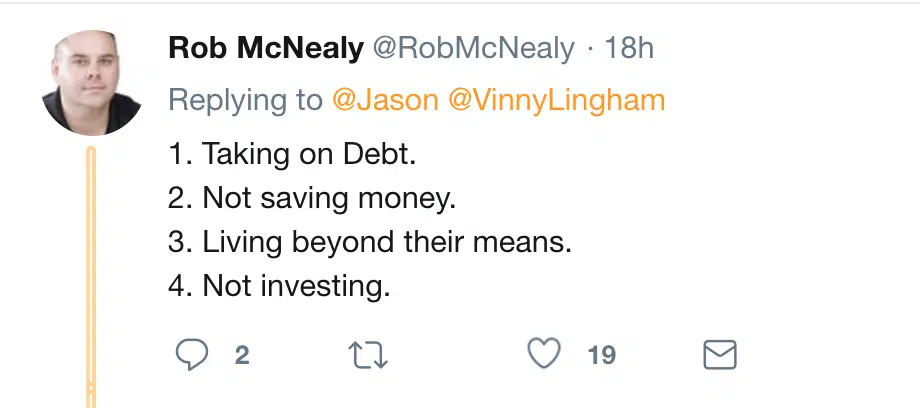 Rob McNealy @RobMcNealy · 18h
Replying to @Jason @VinnyLingham
1. Taking on Debt.
2. Not saving money.
3. Living beyond their means.
4. Not investing.
2 19